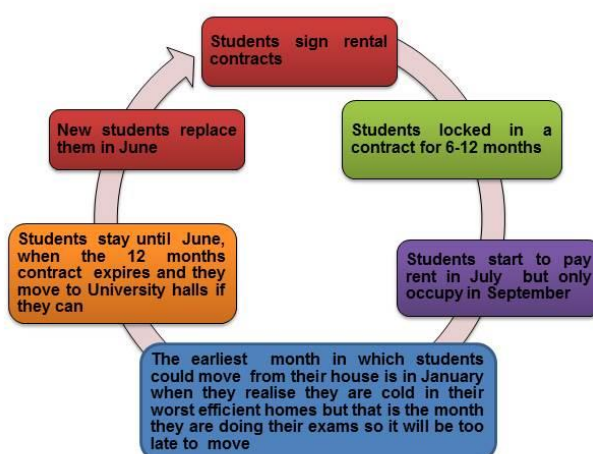 Students sign rental
contracts
Students locked in a
contract for 6-12 months
Students start to pay
rent in July but only
occupy in September
The earliest month in which students
could move from their house is in January
when they realise they are cold in their
worst efficient homes but that is the month
they are doing their exams so it will be too
late to move
Students stay until June,
when the 12 months
contract expires and they
move to University halls if
they can
New students replace
them in June